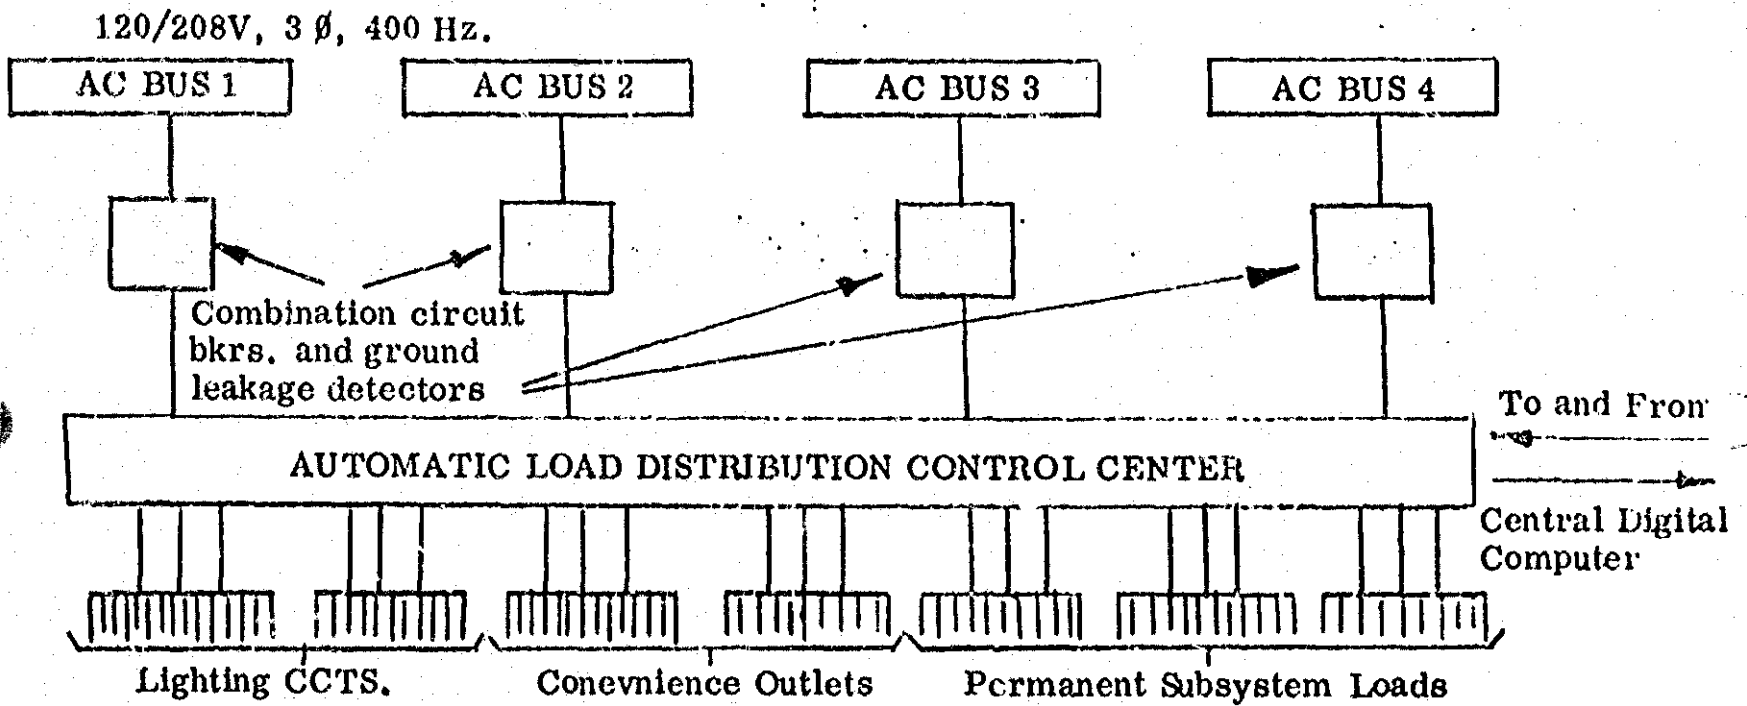 120/208V, 3 Ø, 400 Hz.
AC BUS 1
AC BUS 2
AC BUS 3
AC BUS 4
Combination circuit
bkrs. and ground
leakage detectors
To and From
AUTOMATIC LOAD DISTRIBUTION CONTROL CENTER
Central Digital
Computer
Lighting CCTS.
Conevnience Outlets
Permanent Subsystem Loads